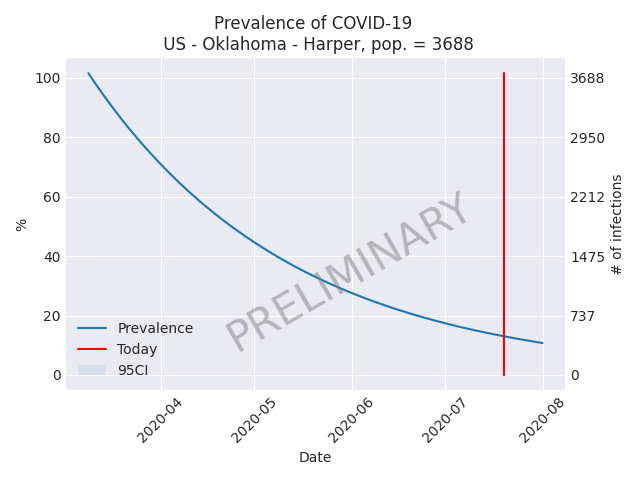 Prevalence of COVID-19
US - Oklahoma - Harper, pop. = 3688
100
80
60
40
20
0
%
3688
2950
2212
1475
737
0
# of infections
PRELIMINARY
Prevalence
Today
95CI
2020-04
2020-05
2020-06
2020-07
2020-08
Date